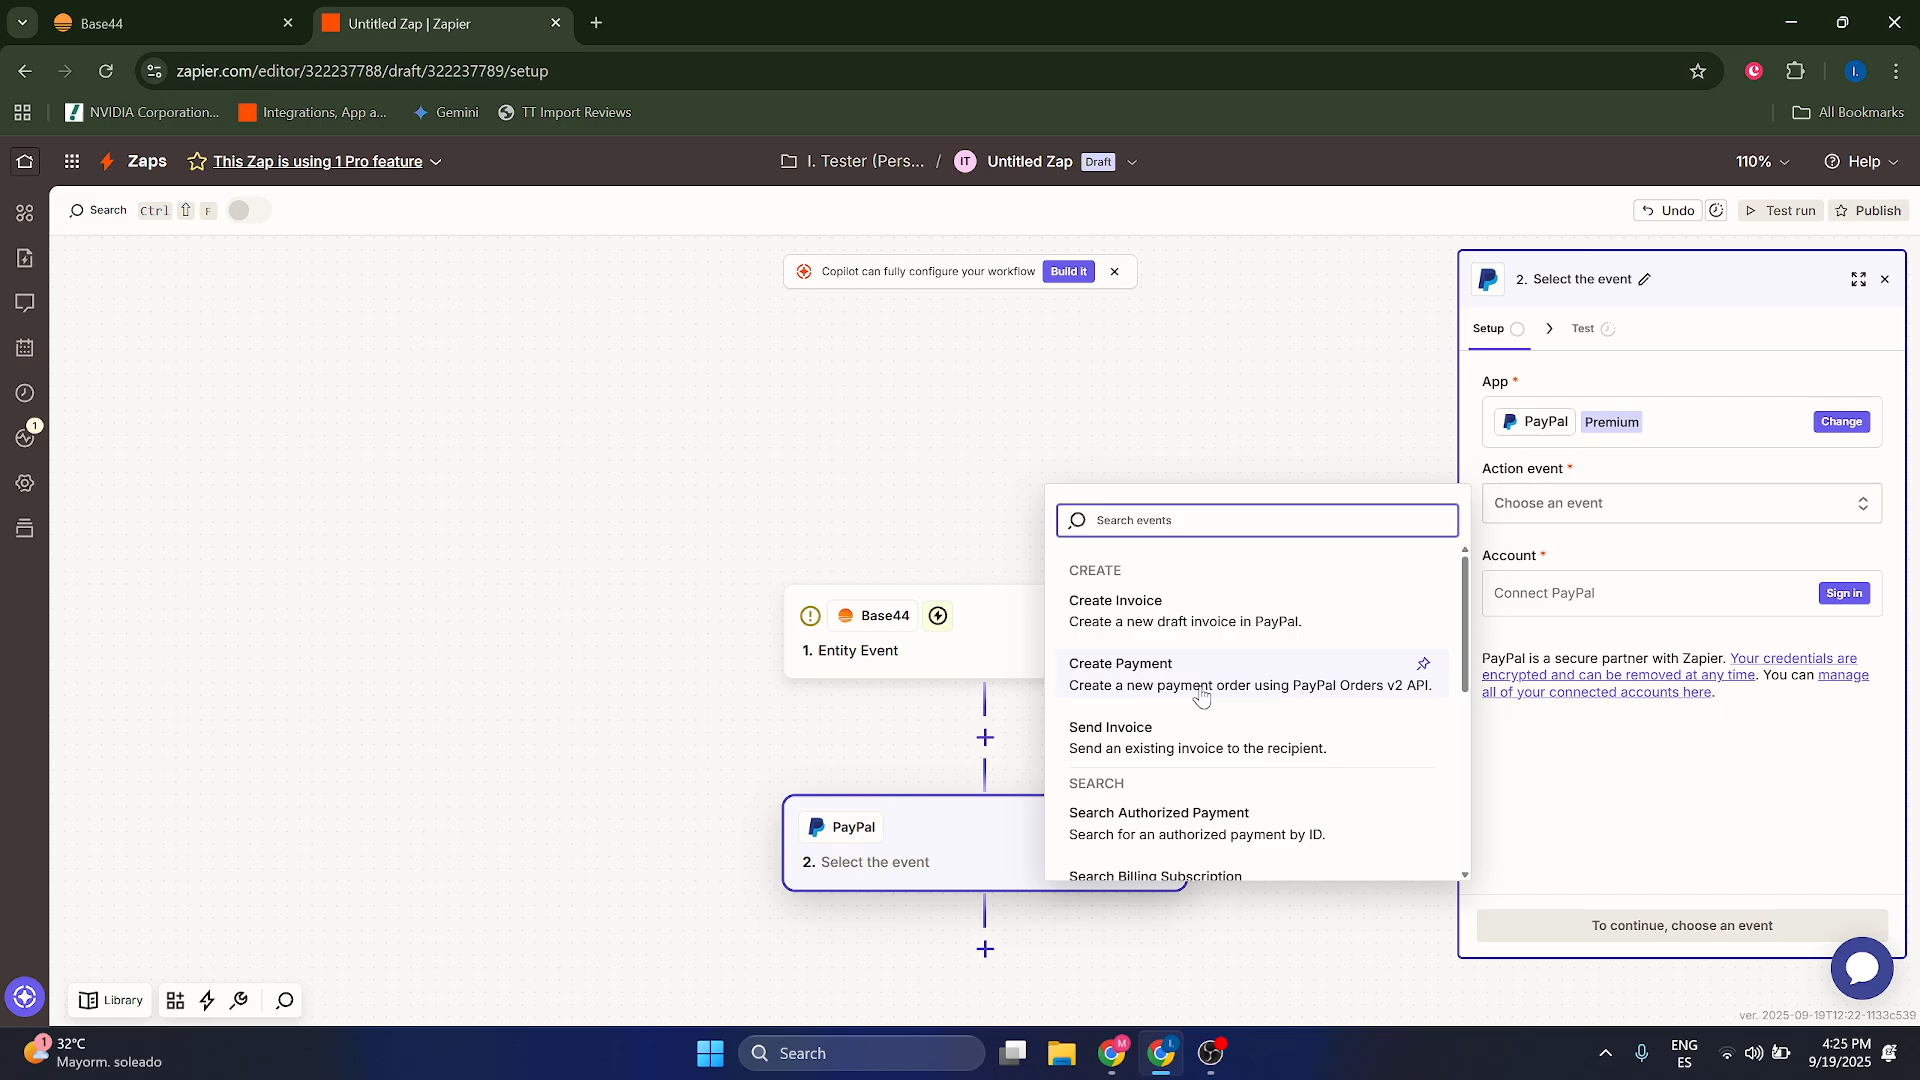 Base44
Untitled Zap | Zapier
zapier.com/editor/322237788/draft/322237789/setup
I.
NVIDIA Corporation...
Integrations, App a...
Gemini
TT Import Reviews
All Bookmarks
Zaps
This Zap is using 1 Pro feature
I. Tester (Pers... / IT Untitled Zap Draft
110%
Help
Search Ctrl ⇧ F
Undo
Test run
Publish
Copilot can fully configure your workflow Build it
2. Select the event
Setup
Test
App *
PayPal Premium Change
Action event *
Choose an event
Account *
Connect PayPal Sign in
PayPal is a secure partner with Zapier. Your credentials are
encrypted and can be removed at any time. You can manage
all of your connected accounts here.
To continue, choose an event
1
Base44
1. Entity Event
PayPal
2. Select the event
Search events
CREATE
Create Invoice
Create a new draft invoice in PayPal.
Create Payment
Create a new payment order using PayPal Orders v2 API.
Send Invoice
Send an existing invoice to the recipient.
SEARCH
Search Authorized Payment
Search for an authorized payment by ID.
Search Billing Subscription
Library
ver. 2025-09-19T12:22-1133c539
1
32°C
Mayorm. soleado
Search
M
I.
ENG
ES
4:25 PM
9/19/2025